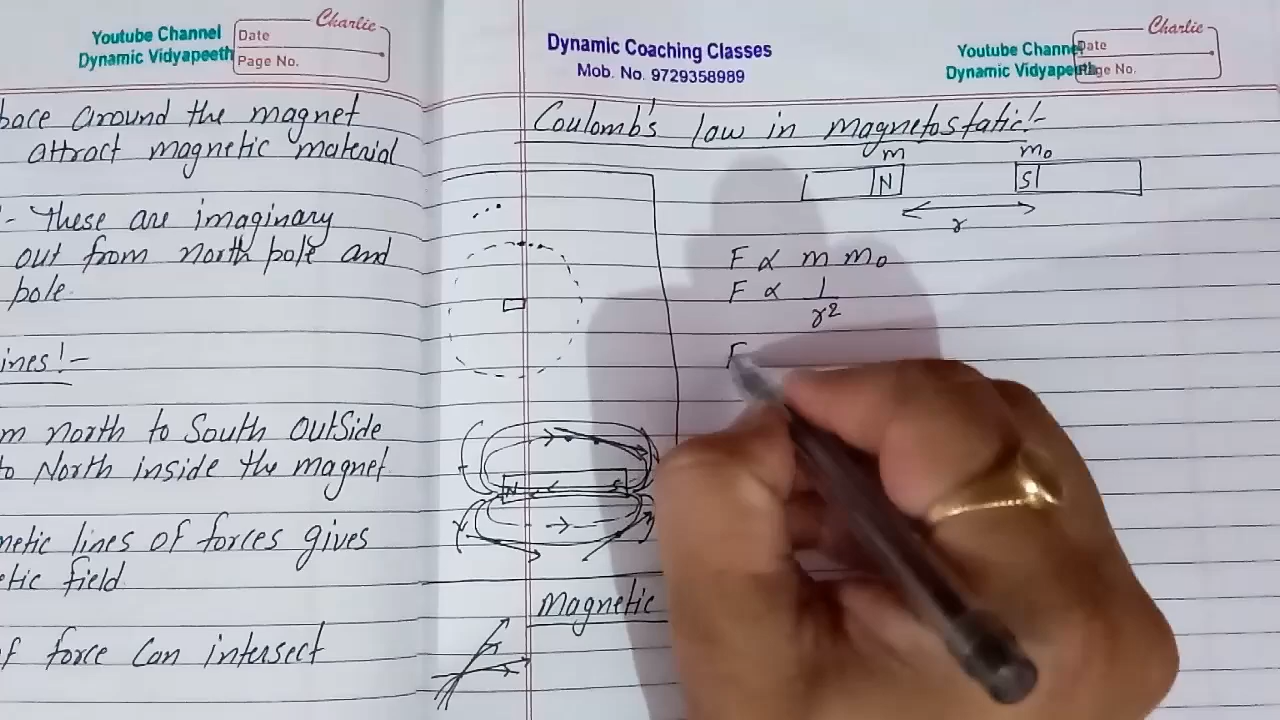 Youtube Channel
Dynamic Vidyapeeth
Charlie
Date
Page No.
Dynamic Coaching Classes
Mob. No. 9729358989
Youtube Channel
Dynamic Vidyapeeth
Charlie
Date
Page No.
around the magnet
attract magnetic material
:- These are imaginary
out from north pole and
pole.
ines!-
m north to South outside
to North inside the magnet
netic lines of forces gives
etic field.
f force can intersect
N S
magnetic
Coulomb's law in magnetostatic!-
m m₀
N S
r
F ∝ m m₀
F ∝ 1/r²
F